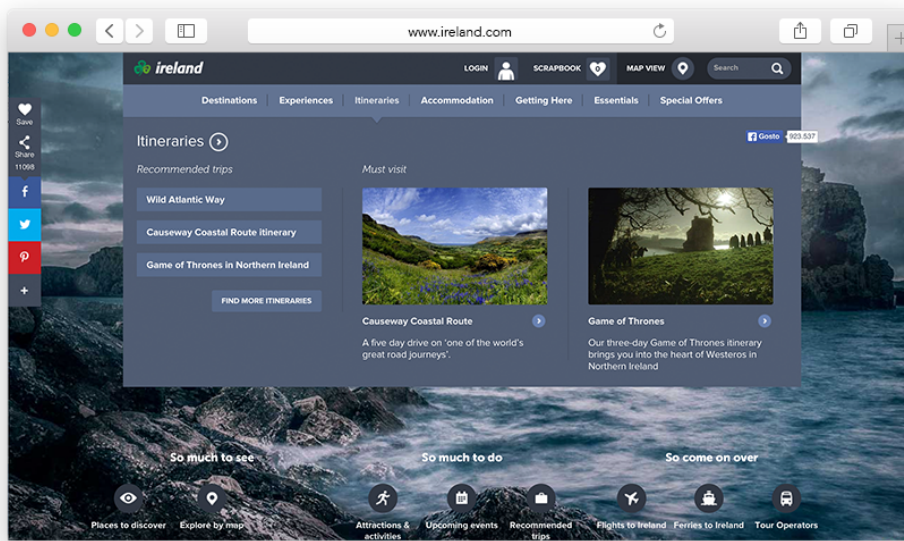 www.ireland.com
ireland
LOGIN
SCRAPBOOK
0
MAP VIEW
Search
Destinations
Experiences
Itineraries
Accommodation
Getting Here
Essentials
Special Offers
Save
Share
11098
Itineraries
Gosto
923.537
Recommended trips
Wild Atlantic Way
Causeway Coastal Route itinerary
Game of Thrones in Northern Ireland
FIND MORE ITINERARIES
Must visit
Causeway Coastal Route
A five day drive on ‘one of the world's
great road journeys’.
Game of Thrones
Our three-day Game of Thrones itinerary
brings you into the heart of Westeros in
Northern Ireland
So much to see
Places to discover
Explore by map
So much to do
Attractions &
activities
Upcoming events
Recommended
trips
So come on over
Flights to Ireland
Ferries to Ireland
Tour Operators